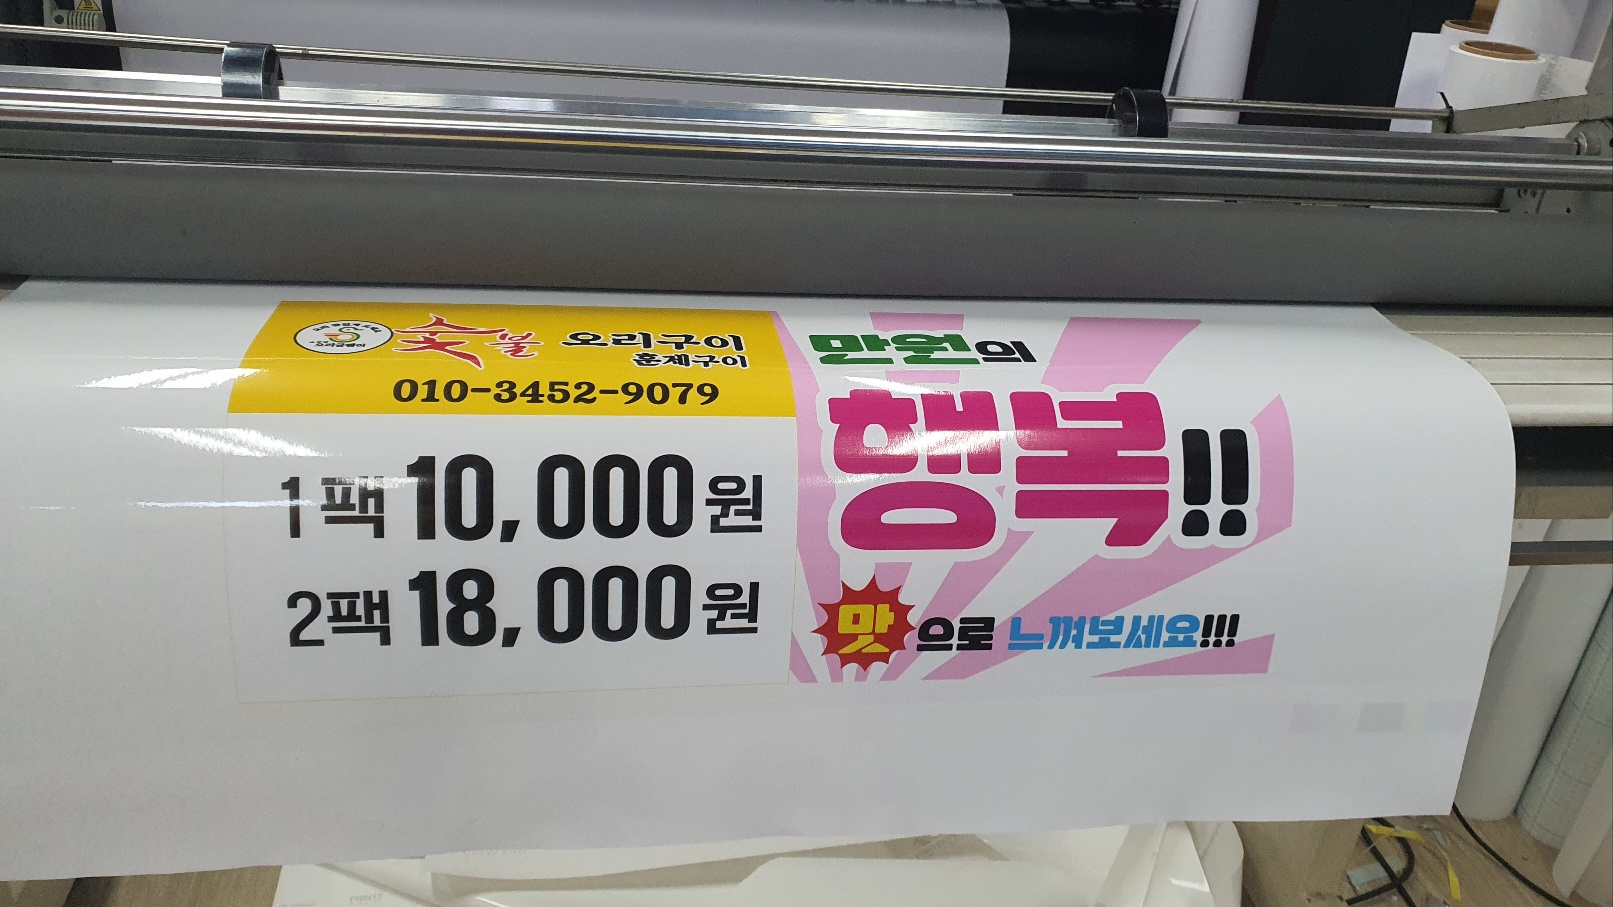 숯불 오리구이
훈제구이
010-3452-9079
1팩 10,000원
2팩 18,000원
만원의
행복!!
맛으로 느껴보세요!!!